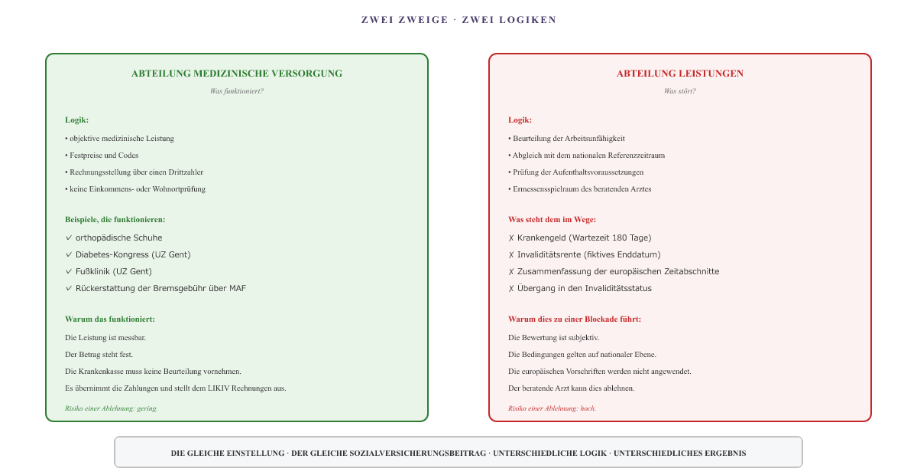 ZWEI ZWEIGE · ZWEI LOGIKEN
ABTEILUNG MEDIZINISCHE VERSORGUNG
Was funktioniert?
Logik:
• objektive medizinische Leistung
• Festpreise und Codes
• Rechnungsstellung über einen Drittzahler
• keine Einkommens- oder Wohnortprüfung
Beispiele, die funktionieren:
✓ orthopädische Schuhe
✓ Diabetes-Kongress (UZ Gent)
✓ Fußklinik (UZ Gent)
✓ Rückerstattung der Bremsgebühr über MAF
Warum das funktioniert:
Die Leistung ist messbar.
Der Betrag steht fest.
Die Krankenkasse muss keine Beurteilung vornehmen.
Es übernimmt die Zahlungen und stellt dem LIKIV Rechnungen aus.
Risiko einer Ablehnung: gering.
ABTEILUNG LEISTUNGEN
Was stört?
Logik:
• Beurteilung der Arbeitsunfähigkeit
• Abgleich mit dem nationalen Referenzzeitraum
• Prüfung der Aufenthaltsvoraussetzungen
• Ermessensspielraum des beratenden Arztes
Was steht dem im Wege:
✗ Krankengeld (Wartezeit 180 Tage)
✗ Invaliditätsrente (fiktives Enddatum)
✗ Zusammenfassung der europäischen Zeitabschnitte
✗ Übergang in den Invaliditätsstatus
Warum dies zu einer Blockade führt:
Die Bewertung ist subjektiv.
Die Bedingungen gelten auf nationaler Ebene.
Die europäischen Vorschriften werden nicht angewendet.
Der beratende Arzt kann dies ablehnen.
Risiko einer Ablehnung: hoch.
DIE GLEICHE EINSTELLUNG · DER GLEICHE SOZIALVERSICHERUNGSBEITRAG · UNTERSCHIEDLICHE LOGIK · UNTERSCHIEDLICHES ERGEBNIS